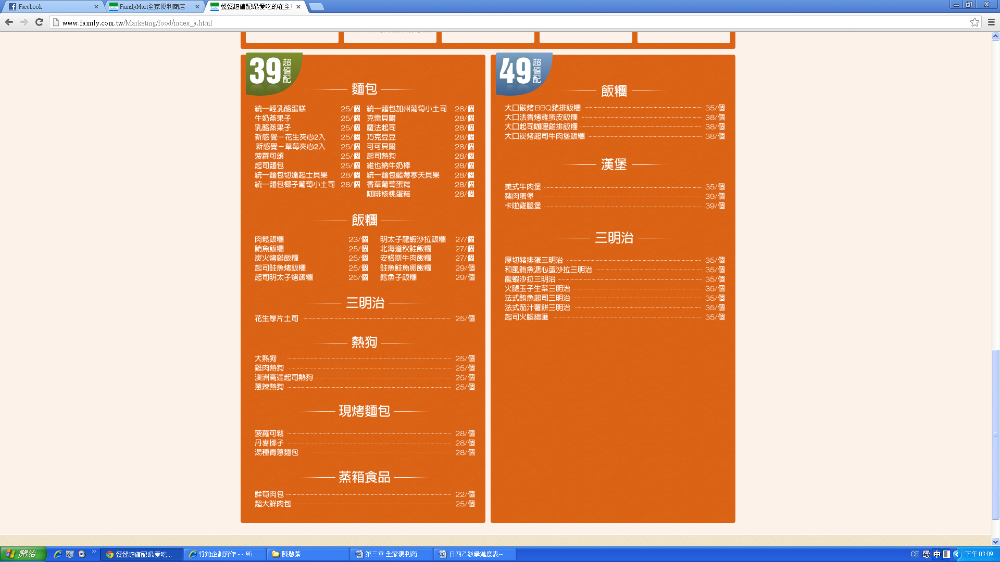 Facebook
FamilyMart全家便利商店
餐餐超值配!最愛吃的在全
www.family.com.tw/Marketing/food/index_a.html
39 超值配
麵包
統一輕乳酪蛋糕 25/個
牛奶蒸果子 25/個
乳酪蒸果子 25/個
新感覺－花生夾心2入 25/個
新感覺－草莓夾心2入 25/個
菠蘿可頌 25/個
起司麵包 25/個
統一麵包切達起士貝果 28/個
統一麵包椰子葡萄小土司 28/個
統一麵包加州葡萄小土司 28/個
克雷貝爾 28/個
魔法起司 28/個
巧克豆豆 28/個
可可貝爾 28/個
起司熱狗 28/個
維也納牛奶棒 28/個
統一麵包藍莓寒天貝果 28/個
香草葡萄蛋糕 28/個
咖啡核桃蛋糕 28/個
飯糰
肉鬆飯糰 23/個
鮪魚飯糰 25/個
炭火烤雞飯糰 25/個
起司鮭魚烤飯糰 25/個
起司明太子烤飯糰 25/個
明太子龍蝦沙拉飯糰 27/個
北海道秋鮭飯糰 27/個
安格斯牛肉飯糰 27/個
鮭魚鮭魚卵飯糰 29/個
鱈魚子飯糰 29/個
三明治
花生厚片土司 25/個
熱狗
大熱狗 25/個
雞肉熱狗 25/個
澳洲高達起司熱狗 25/個
蔥辣熱狗 25/個
現烤麵包
菠蘿可鬆 28/個
丹麥椰子 28/個
湯種青蔥麵包 28/個
蒸箱食品
鮮筍肉包 22/個
超大鮮肉包 25/個
49 超值配
飯糰
大口碳烤BBQ豬排飯糰 35/個
大口法香烤雞蛋皮飯糰 38/個
大口起司咖哩雞排飯糰 38/個
大口炭烤起司牛肉堡飯糰 38/個
漢堡
美式牛肉堡 35/個
豬肉蛋堡 39/個
卡啦雞腿堡 39/個
三明治
厚切豬排蛋三明治 35/個
和風鮪魚溏心蛋沙拉三明治 35/個
龍蝦沙拉三明治 35/個
火腿玉子生菜三明治 35/個
法式鮪魚起司三明治 35/個
法式茄汁薯餅三明治 35/個
起司火腿總匯 35/個
開始
餐餐超值配!最愛吃...
行銷企劃實作 - - Wi...
第三章 全家便利商...
日四乙教學進度表--...
CH
中
下午 03:09